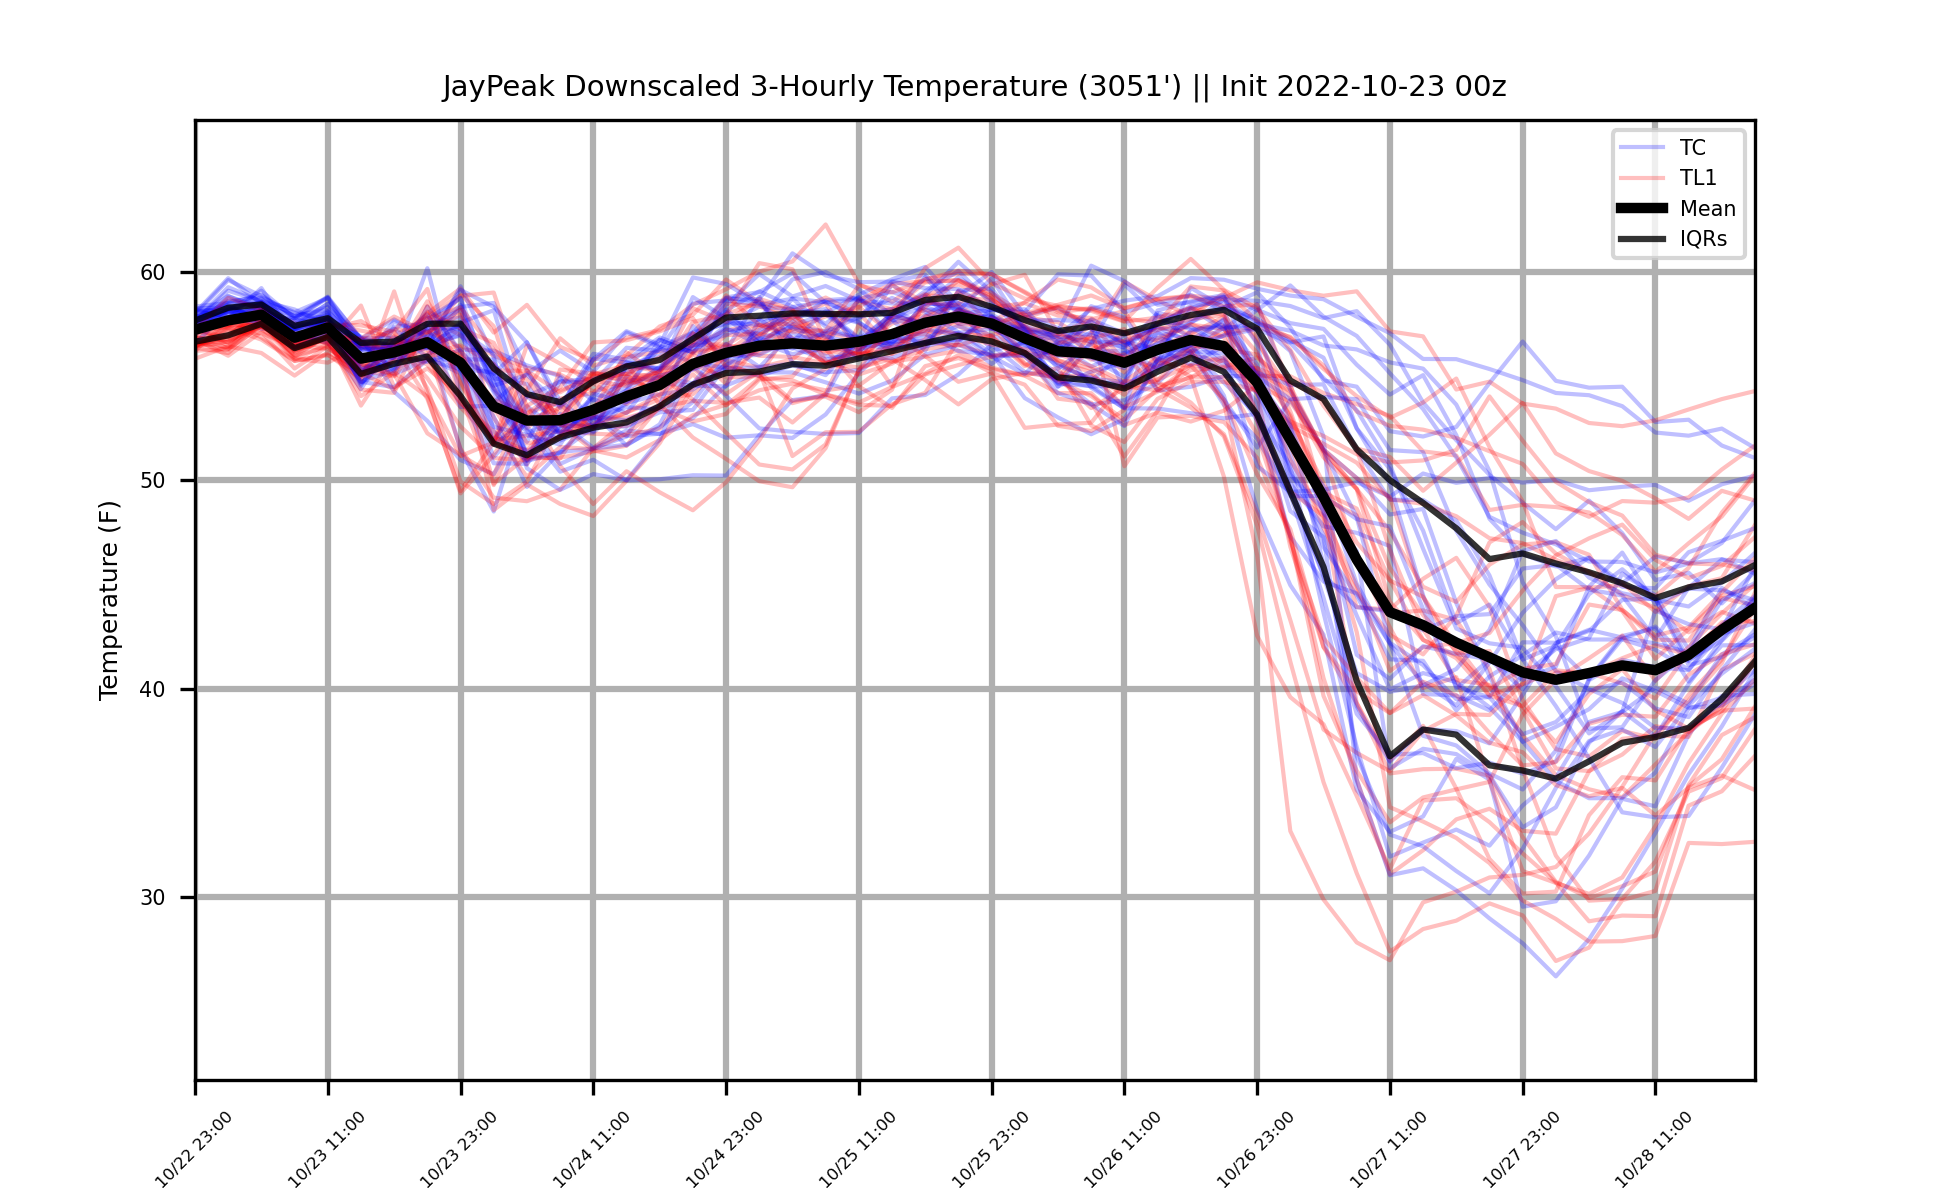 JayPeak Downscaled 3-Hourly Temperature (3051') || Init 2022-10-23 00z
TC
TL1
Mean
IQRs
Temperature (F)
60
50
40
30
10/22 23:00
10/23 11:00
10/23 23:00
10/24 11:00
10/24 23:00
10/25 11:00
10/25 23:00
10/26 11:00
10/26 23:00
10/27 11:00
10/27 23:00
10/28 11:00